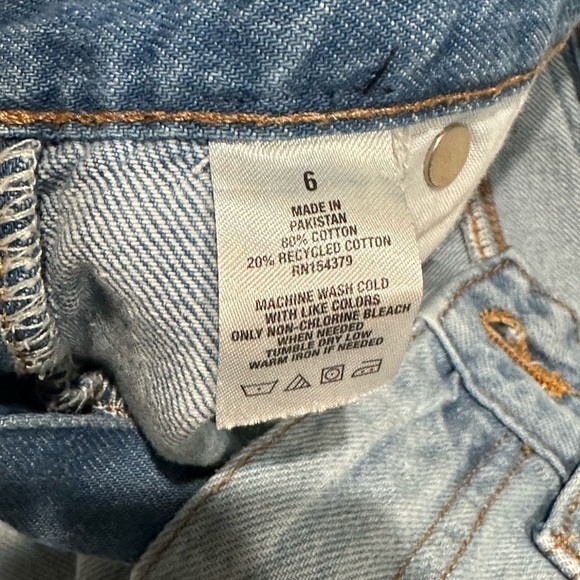 6
MADE IN
PAKISTAN
80% COTTON
20% RECYCLED COTTON
RN154379
MACHINE WASH COLD
WITH LIKE COLORS
ONLY NON-CHLORINE BLEACH
WHEN NEEDED
TUMBLE DRY LOW
WARM IRON IF NEEDED